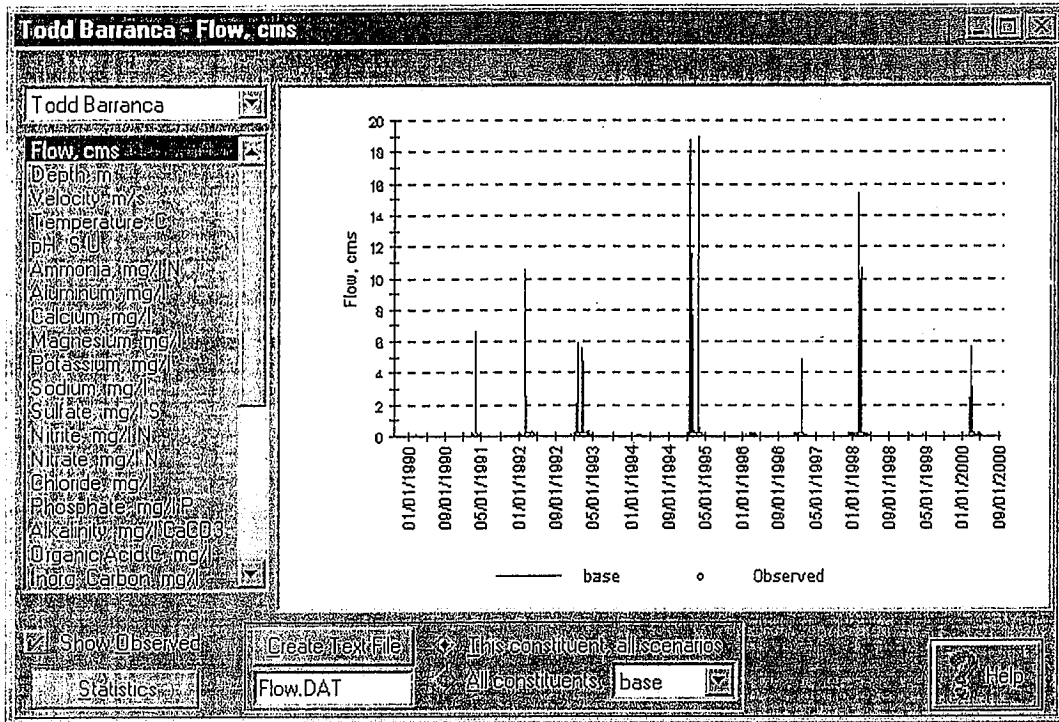 Todd Barranca - Flow, cms
Todd Barranca
Flow, cms
Depth, m
Velocity, m/s
Temperature, C
pH, S.U.
Ammonia, mg/l N
Aluminum, mg/l
Calcium, mg/l
Magnesium, mg/l
Potassium, mg/l
Sodium, mg/l
Sulfate, mg/l S
Nitrite, mg/l N
Nitrate, mg/l N
Chloride, mg/l
Phosphate, mg/l P
Alkalinity, mg/l CaCO3
Organic Acid C, mg/l
Inorg. Carbon, mg/l
Flow, cms
20
18
16
14
12
10
8
6
4
2
0
01/01/1990
09/01/1990
05/01/1991
01/01/1992
09/01/1992
05/01/1993
01/01/1994
09/01/1994
05/01/1995
01/01/1996
09/01/1996
05/01/1997
01/01/1998
09/01/1998
05/01/1999
01/01/2000
09/01/2000
base
Observed
Show Observed
Statistics
Create Text File
Flow.DAT
This constituent, all scenarios
All constituents,
base
Help